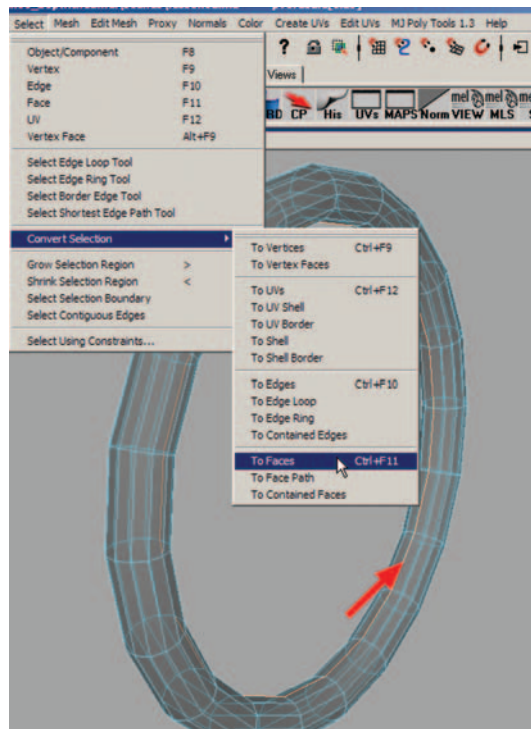 Select Mesh Edit Mesh Proxy Normals Color Create UVs Edit UVs MJ Poly Tools 1.3 Help
Views
BD CP His UVs MAPS Norm VIEW MLS
mel mel
Object/Component F8
Vertex F9
Edge F10
Face F11
UV F12
Vertex Face Alt+F9
Select Edge Loop Tool
Select Edge Ring Tool
Select Border Edge Tool
Select Shortest Edge Path Tool
Convert Selection
Grow Selection Region >
Shrink Selection Region <
Select Selection Boundary
Select Contiguous Edges
Select Using Constraints...
To Vertices Ctrl+F9
To Vertex Faces
To UVs Ctrl+F12
To UV Shell
To UV Border
To Shell
To Shell Border
To Edges Ctrl+F10
To Edge Loop
To Edge Ring
To Contained Edges
To Faces Ctrl+F11
To Face Path
To Contained Faces